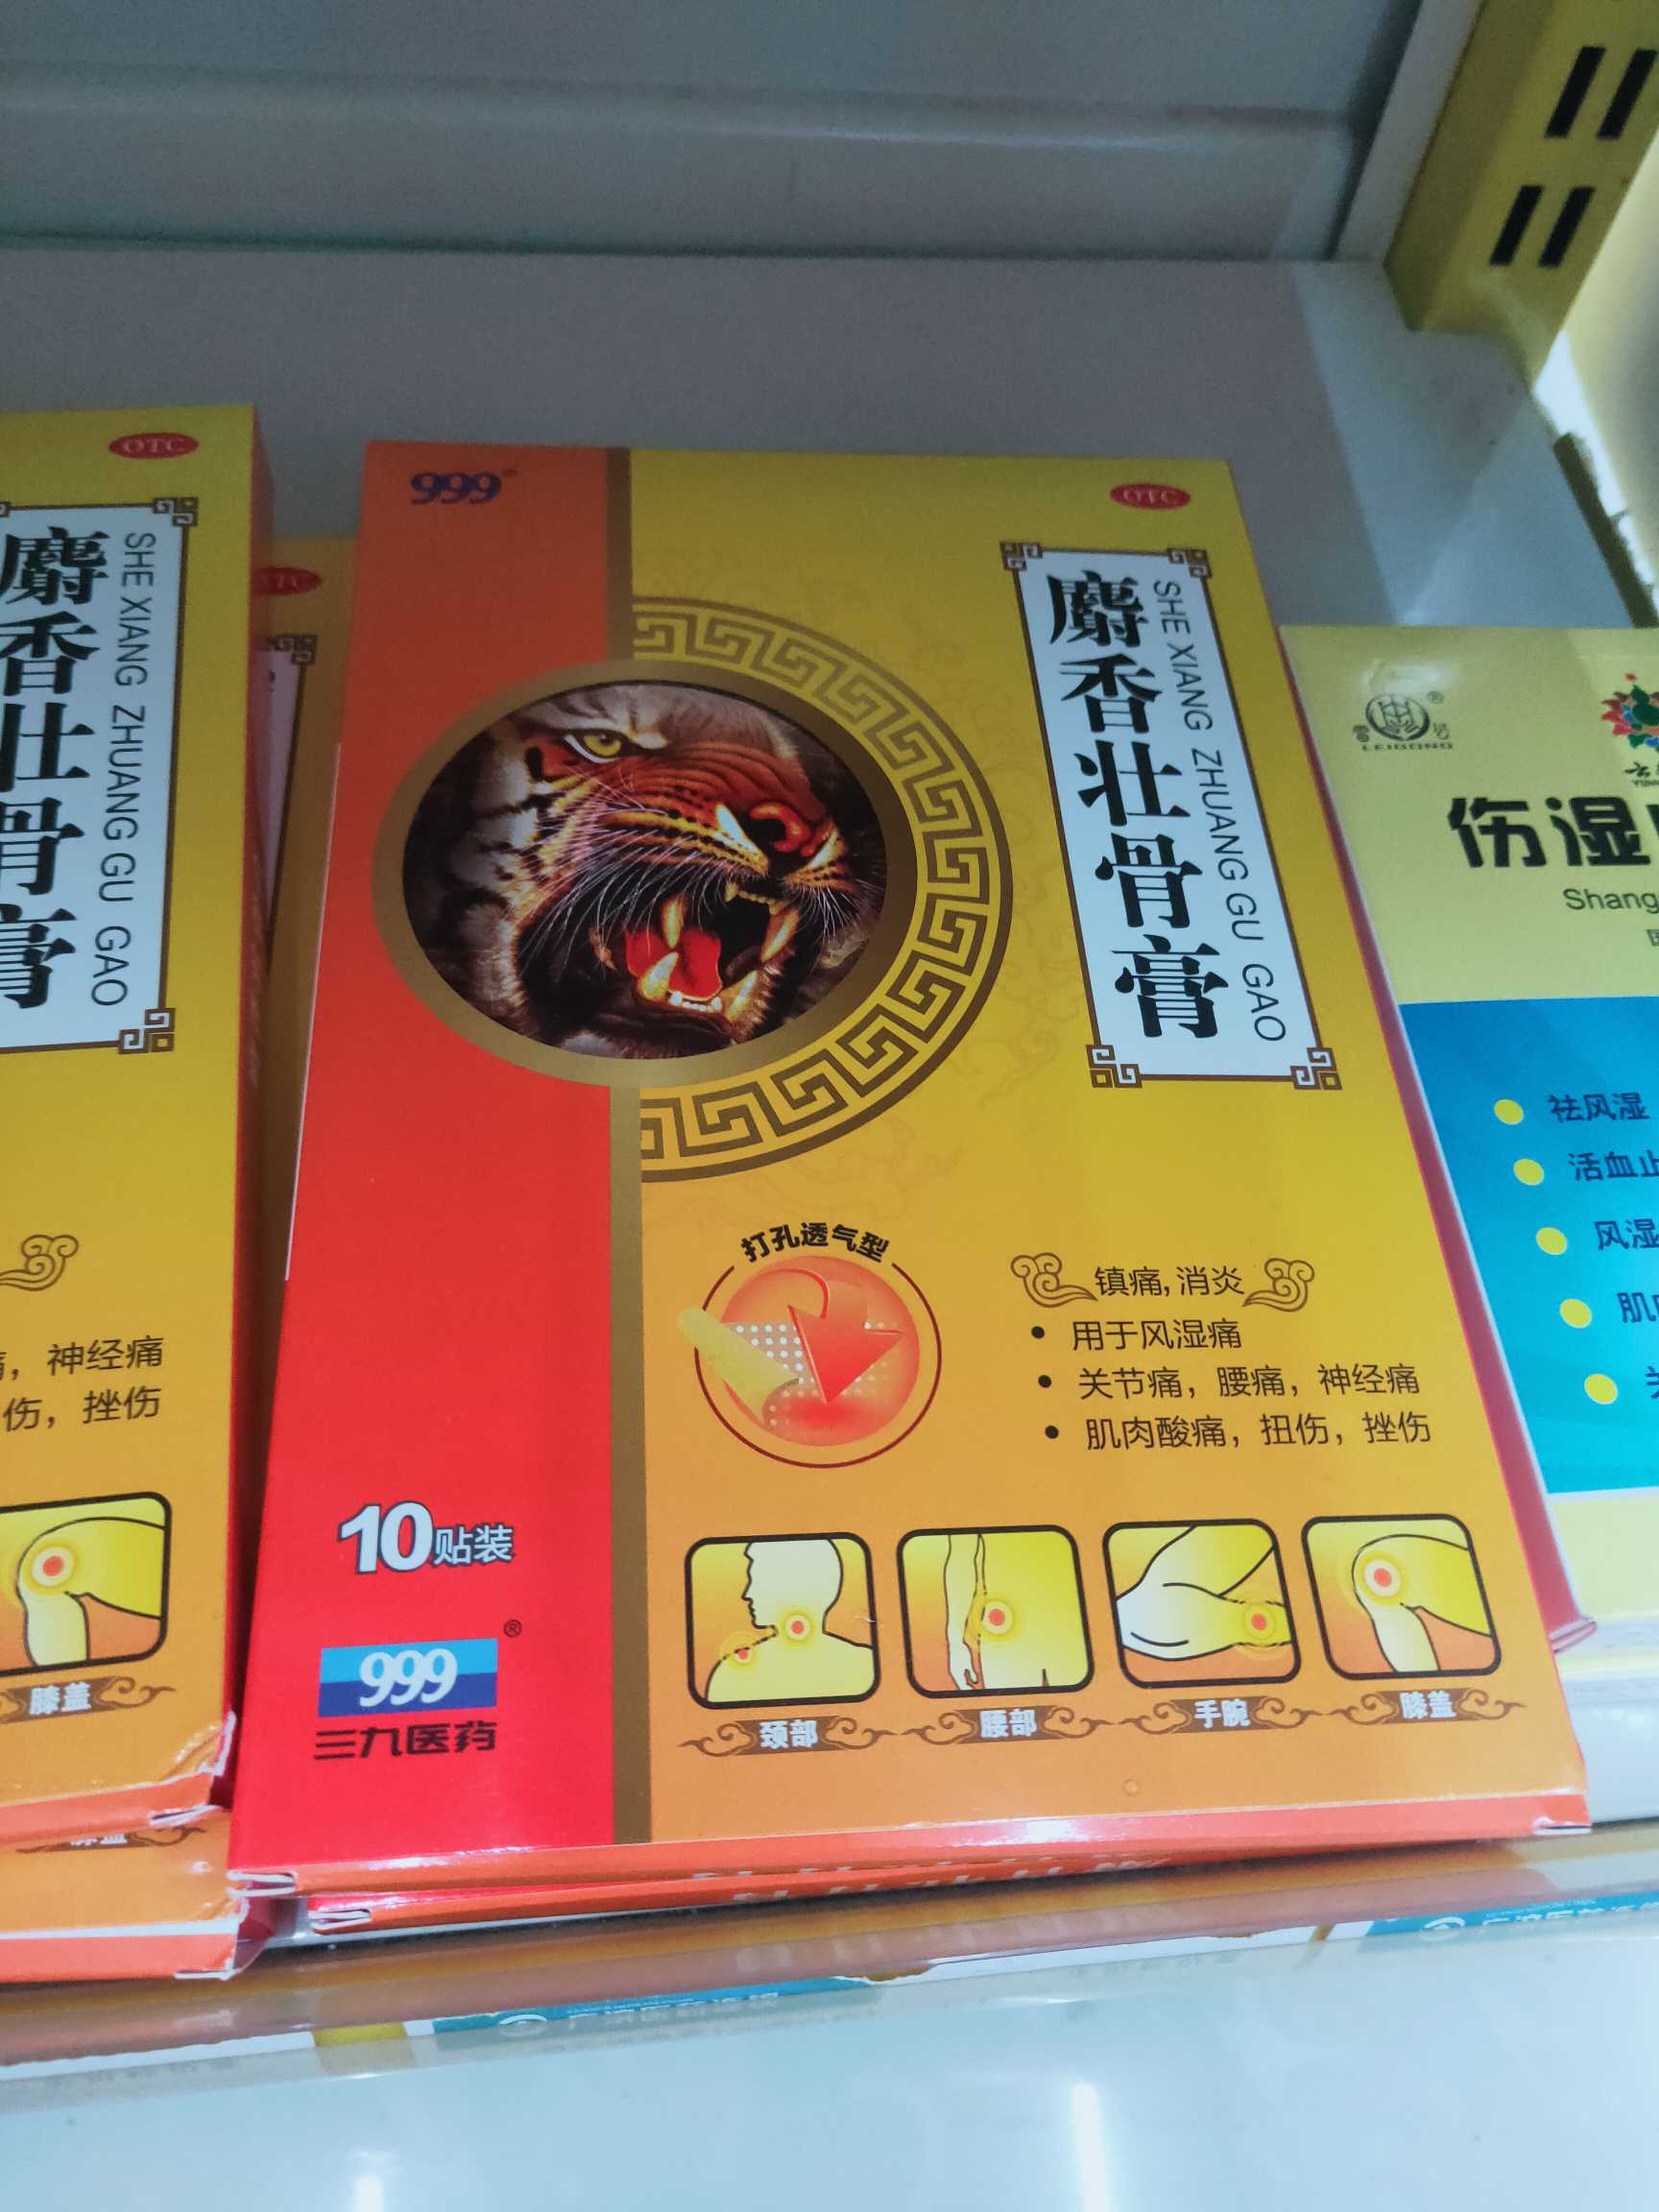 OTC
麝香壮骨膏
SHE XIANG ZHUANG GU GAO
神经痛
伤，挫伤
膝盖
999
OTC
麝香壮骨膏
SHE XIANG ZHUANG GU GAO
打孔透气型
镇痛,消炎
• 用于风湿痛
• 关节痛，腰痛，神经痛
• 肌肉酸痛，扭伤，挫伤
10贴装
999®
三九医药
颈部
腰部
手腕
膝盖
LEIGONG
伤湿
Shang
祛风湿
活血止
风湿